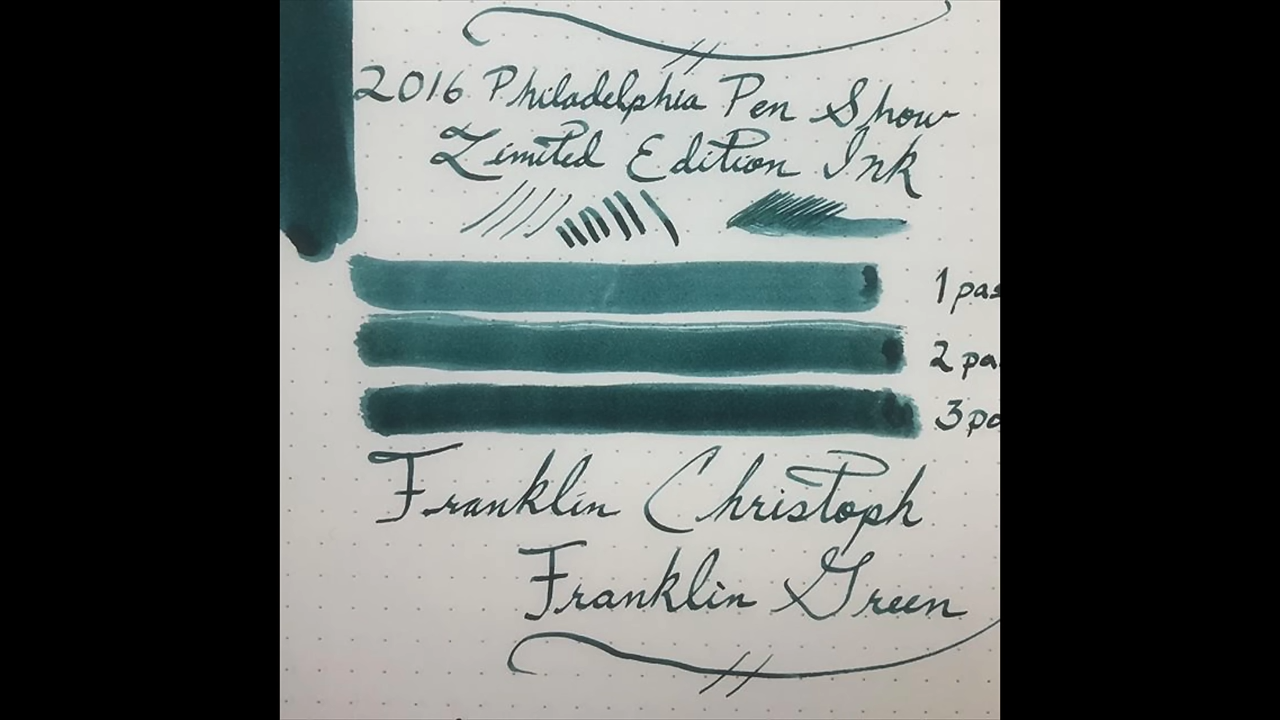 2016 Philadelphia Pen Show
Limited Edition Ink
1 pas
2 pa
3 pa
Franklin Christoph
Franklin Green